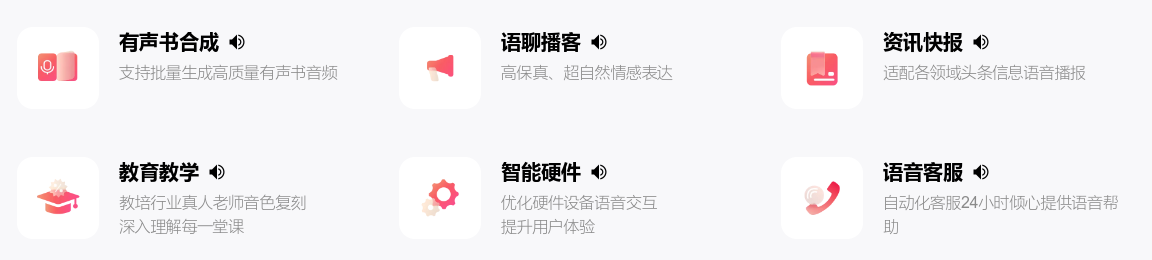 有声书合成
支持批量生成高质量有声书音频
语聊播客
高保真、超自然情感表达
资讯快报
适配各领域头条信息语音播报
教育教学
教培行业真人老师音色复刻
深入理解每一堂课
智能硬件
优化硬件设备语音交互
提升用户体验
语音客服
自动化客服24小时倾心提供语音帮
助